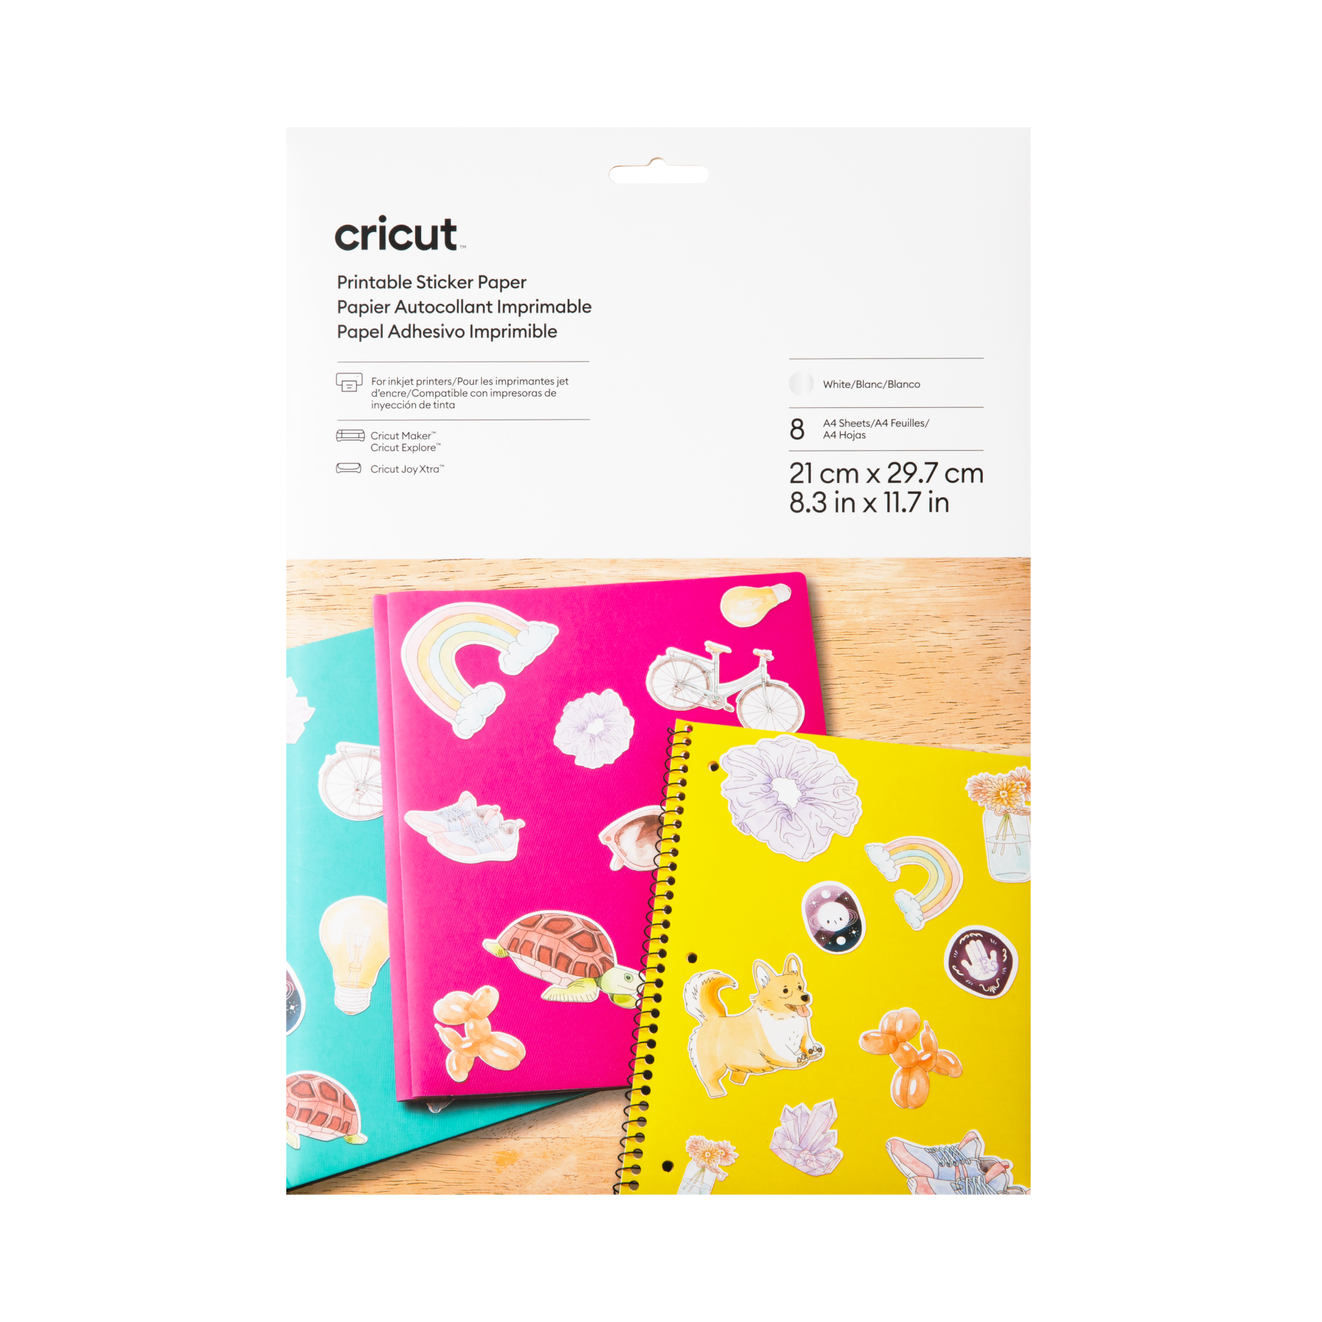 cricut™
Printable Sticker Paper
Papier Autocollant Imprimable
Papel Adhesivo Imprimible
For inkjet printers/Pour les imprimantes jet
d'encre/Compatible con impresoras de
inyección de tinta
Cricut Maker™
Cricut Explore™
Cricut Joy Xtra™
White/Blanc/Blanco
8 A4 Sheets/A4 Feuilles/
A4 Hojas
21 cm x 29.7 cm
8.3 in x 11.7 in